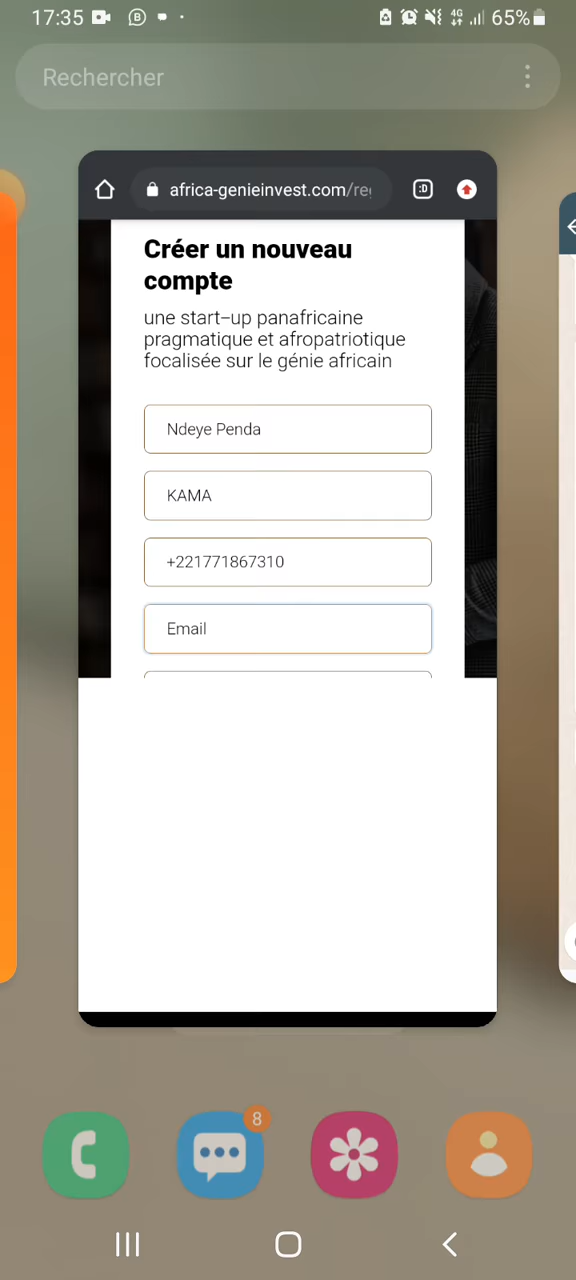 17:35
4G
65%
Rechercher
:D
africa-genieinvest.com/re
Créer un nouveau
compte
une start-up panafricaine
pragmatique et afropatriotique
focalisée sur le génie africain
Ndeye Penda
KAMA
+221771867310
Email
8